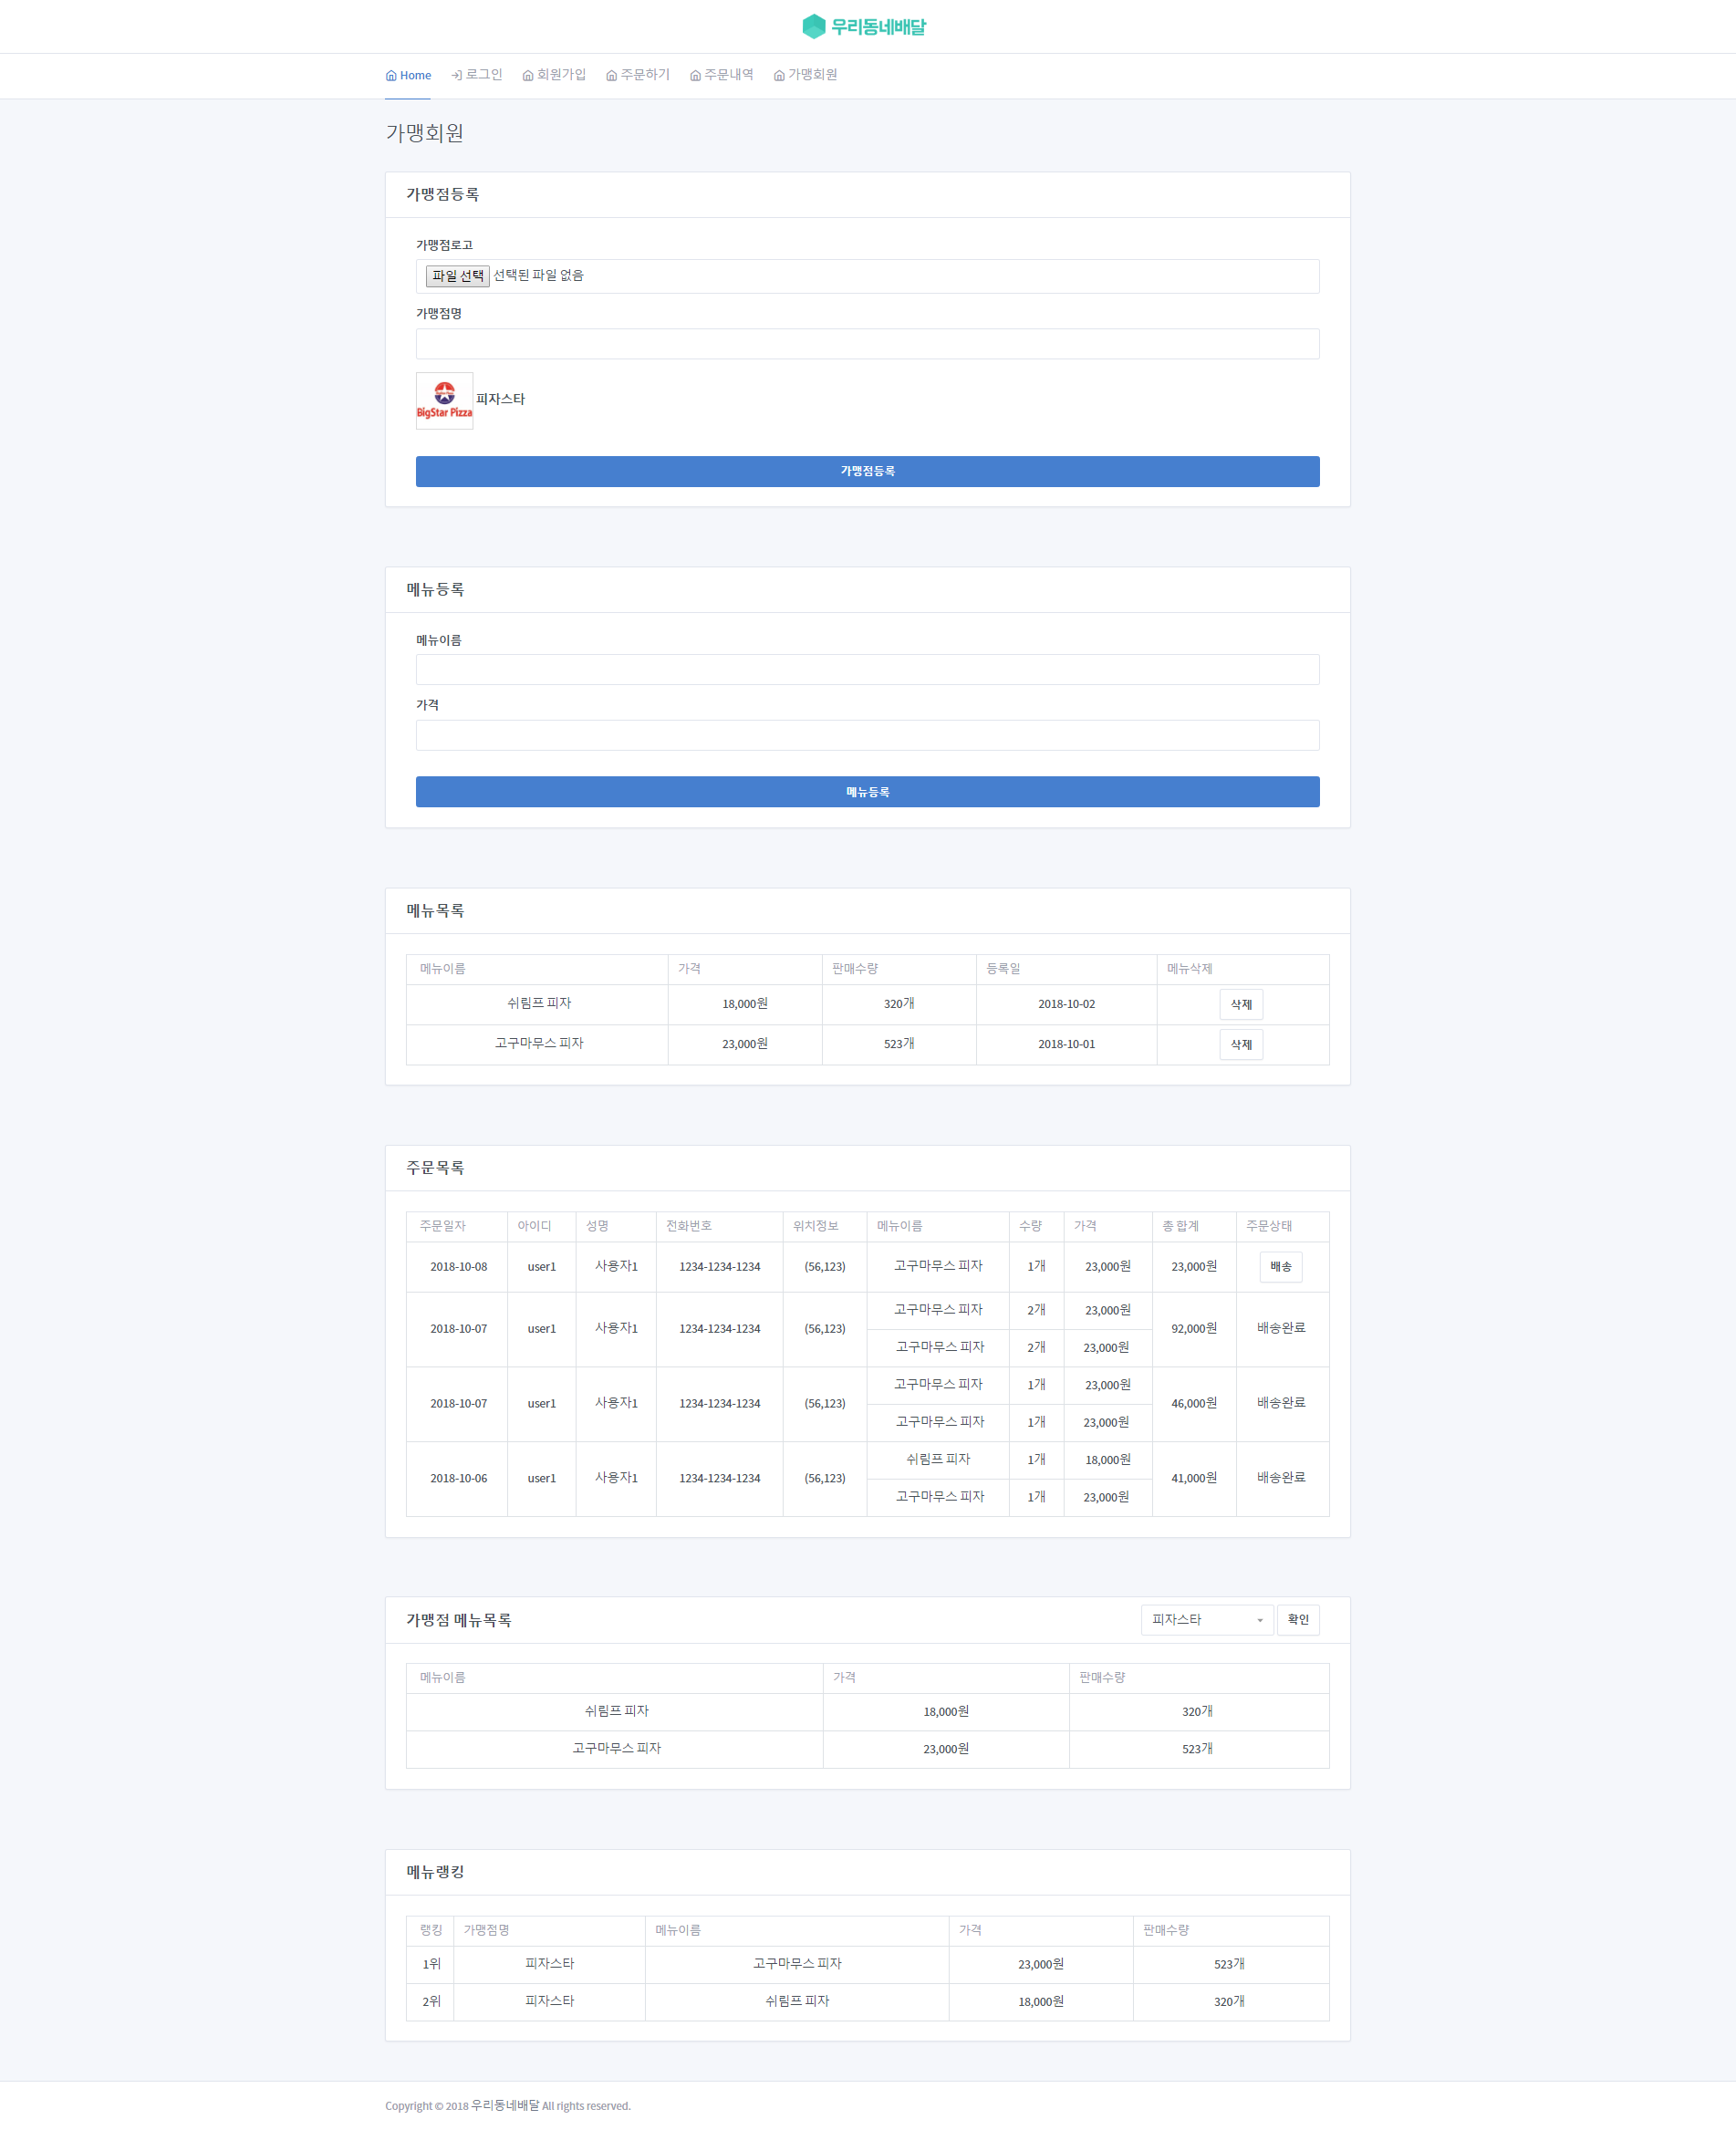 우리동네배달
Home 로그인 회원가입 주문하기 주문내역 가맹회원
가맹회원
가맹점등록
가맹점로고
파일 선택 선택된 파일 없음
가맹점명
BigStar Pizza 피자스타
가맹점등록
메뉴등록
메뉴이름
가격
메뉴등록
메뉴목록
메뉴이름 가격 판매수량 등록일 메뉴삭제
쉬림프 피자 18,000원 320개 2018-10-02 삭제
고구마무스 피자 23,000원 523개 2018-10-01 삭제
주문목록
주문일자 아이디 성명 전화번호 위치정보 메뉴이름 수량 가격 총 합계 주문상태
2018-10-08 user1 사용자1 1234-1234-1234 (56,123) 고구마무스 피자 1개 23,000원 23,000원 배송
2018-10-07 user1 사용자1 1234-1234-1234 (56,123) 고구마무스 피자 2개 23,000원 92,000원 배송완료
고구마무스 피자 2개 23,000원
2018-10-07 user1 사용자1 1234-1234-1234 (56,123) 고구마무스 피자 1개 23,000원 46,000원 배송완료
고구마무스 피자 1개 23,000원
2018-10-06 user1 사용자1 1234-1234-1234 (56,123) 쉬림프 피자 1개 18,000원 41,000원 배송완료
고구마무스 피자 1개 23,000원
가맹점 메뉴목록 피자스타 확인
메뉴이름 가격 판매수량
쉬림프 피자 18,000원 320개
고구마무스 피자 23,000원 523개
메뉴랭킹
랭킹 가맹점명 메뉴이름 가격 판매수량
1위 피자스타 고구마무스 피자 23,000원 523개
2위 피자스타 쉬림프 피자 18,000원 320개
Copyright © 2018 우리동네배달 All rights reserved.